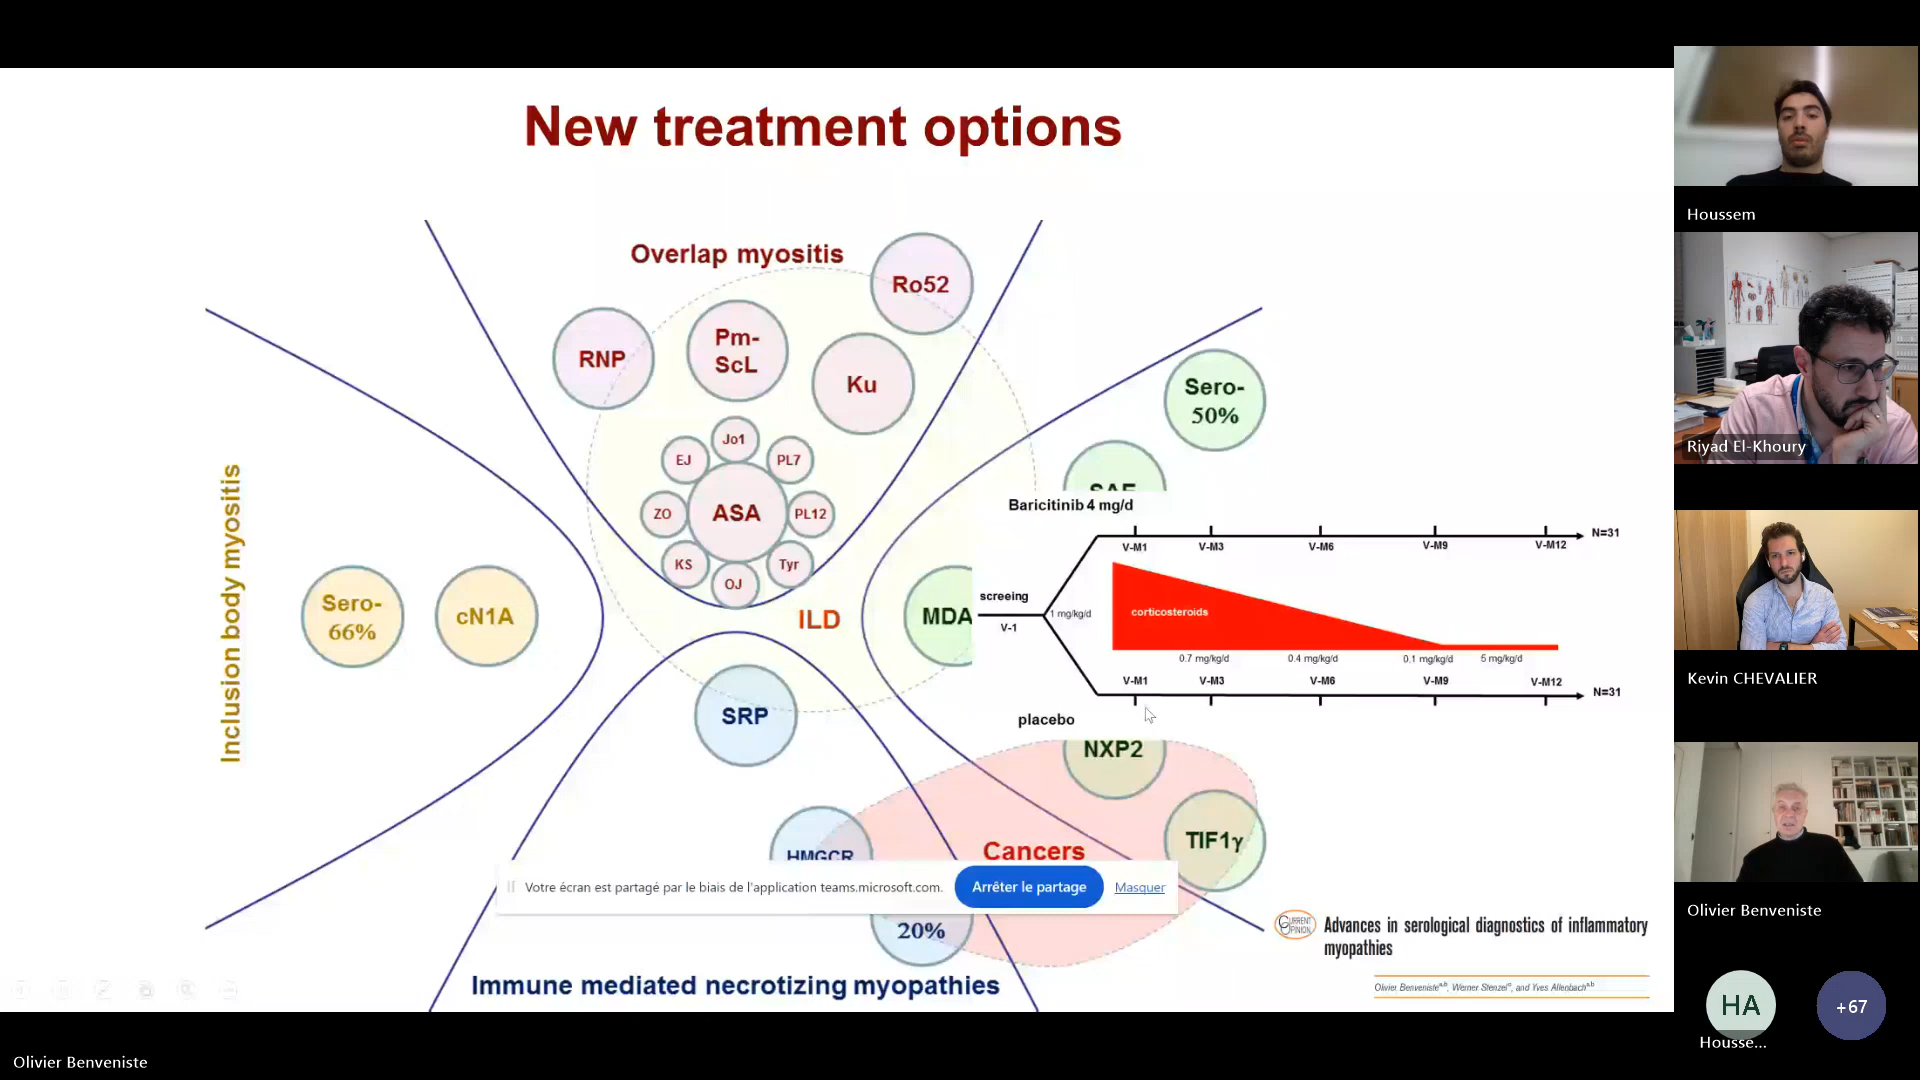 New treatment options
Overlap myositis
Ro52
RNP
Pm-
ScL
Ku
Jo1
EJ
PL7
ZO
ASA
PL12
KS
Tyr
OJ
ILD
Inclusion body myositis
Sero-
66%
cN1A
Sero-
50%
SAE
MDA
SRP
HMGCR
20%
Immune mediated necrotizing myopathies
NXP2
TIF1γ
Cancers
Baricitinib 4 mg/d
V-M1 V-M3 V-M6 V-M9 V-M12 N=31
screeing
V-1
1 mg/kg/d
corticosteroids
0.7 mg/kg/d 0.4 mg/kg/d 0.1 mg/kg/d 5 mg/kg/d
V-M1 V-M3 V-M6 V-M9 V-M12 N=31
placebo
Votre écran est partagé par le biais de l'application teams.microsoft.com. Arrêter le partage Masquer
CURRENT
OPINION
Advances in serological diagnostics of inflammatory
myopathies
Olivier Benveniste^a,b, Werner Stenzel^c, and Yves Allenbach^a,b
Houssem
Riyad El-Khoury
Kevin CHEVALIER
Olivier Benveniste
HA
Housse...
+67
Olivier Benveniste